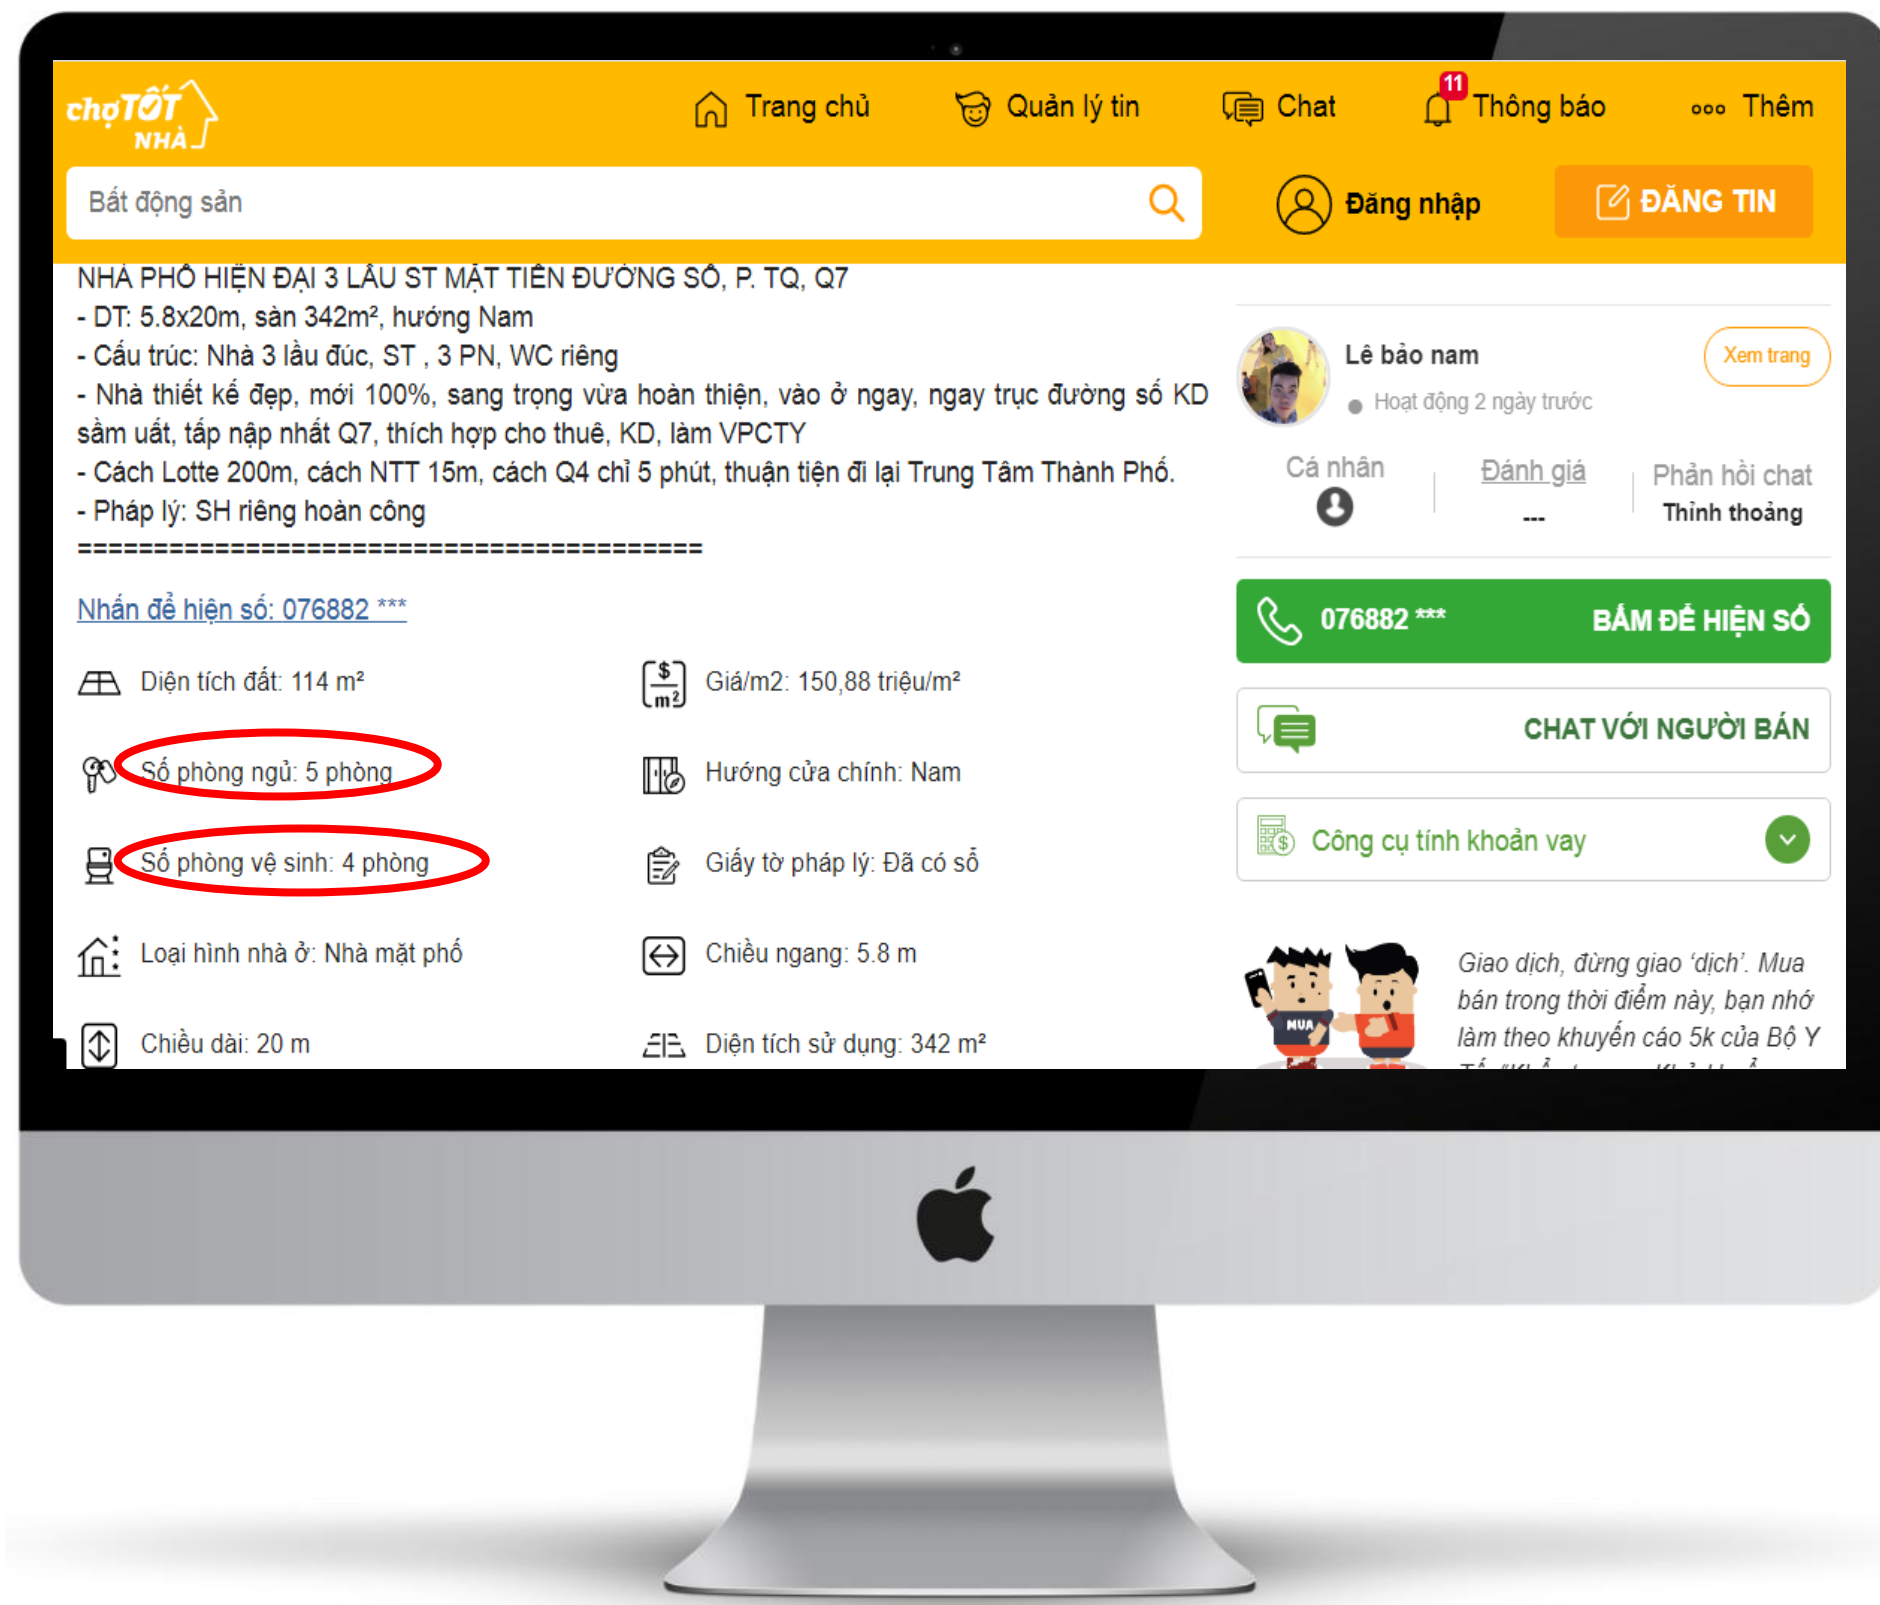 chợTỐT
NHÀ
Trang chủ
Quản lý tin
Chat
11
Thông báo
Thêm
Bất động sản
Đăng nhập
ĐĂNG TIN
NHÀ PHỐ HIỆN ĐẠI 3 LẦU ST MẶT TIỀN ĐƯỜNG SỐ, P. TQ, Q7
- DT: 5.8x20m, sàn 342m², hướng Nam
- Cấu trúc: Nhà 3 lầu đúc, ST , 3 PN, WC riêng
- Nhà thiết kế đẹp, mới 100%, sang trọng vừa hoàn thiện, vào ở ngay, ngay trục đường số KD
sầm uất, tấp nập nhất Q7, thích hợp cho thuê, KD, làm VPCTY
- Cách Lotte 200m, cách NTT 15m, cách Q4 chỉ 5 phút, thuận tiện đi lại Trung Tâm Thành Phố.
- Pháp lý: SH riêng hoàn công
=========================================
Nhấn để hiện số: 076882 ***
Diện tích đất: 114 m²
$
m²
Giá/m2: 150,88 triệu/m²
Số phòng ngủ: 5 phòng
Hướng cửa chính: Nam
Số phòng vệ sinh: 4 phòng
Giấy tờ pháp lý: Đã có sổ
Loại hình nhà ở: Nhà mặt phố
Chiều ngang: 5.8 m
Chiều dài: 20 m
Diện tích sử dụng: 342 m²
Lê bảo nam
Xem trang
Hoạt động 2 ngày trước
Cá nhân
Đánh giá
---
Phản hồi chat
Thỉnh thoảng
076882 ***
BẤM ĐỂ HIỆN SỐ
CHAT VỚI NGƯỜI BÁN
Công cụ tính khoản vay
MUA
Giao dịch, đừng giao 'dịch'. Mua
bán trong thời điểm này, bạn nhớ
làm theo khuyến cáo 5k của Bộ Y